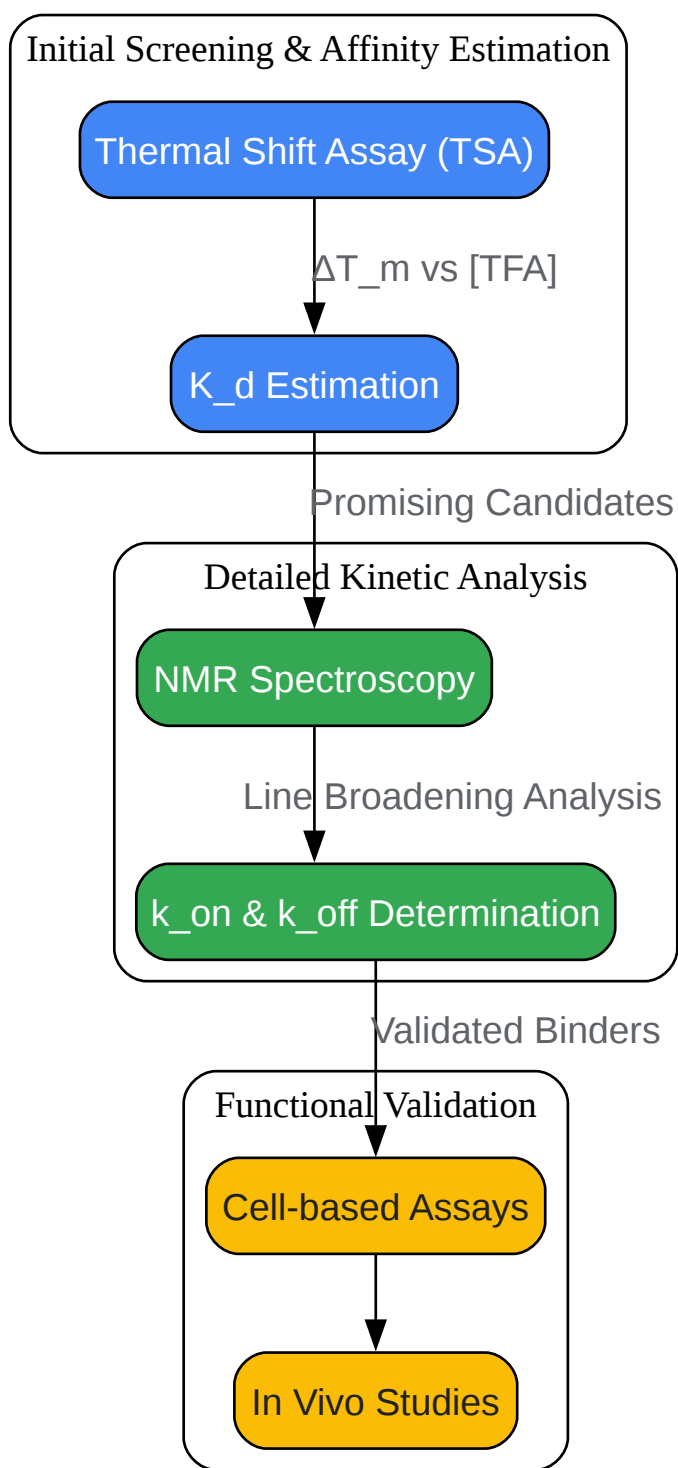 Initial Screening & Affinity Estimation
Thermal Shift Assay (TSA)
ΔT_m vs [TFA]
K_d Estimation
Promising Candidates
Detailed Kinetic Analysis
NMR Spectroscopy
Line Broadening Analysis
k_on & k_off Determination
Validated Binders
Functional Validation
Cell-based Assays
In Vivo Studies